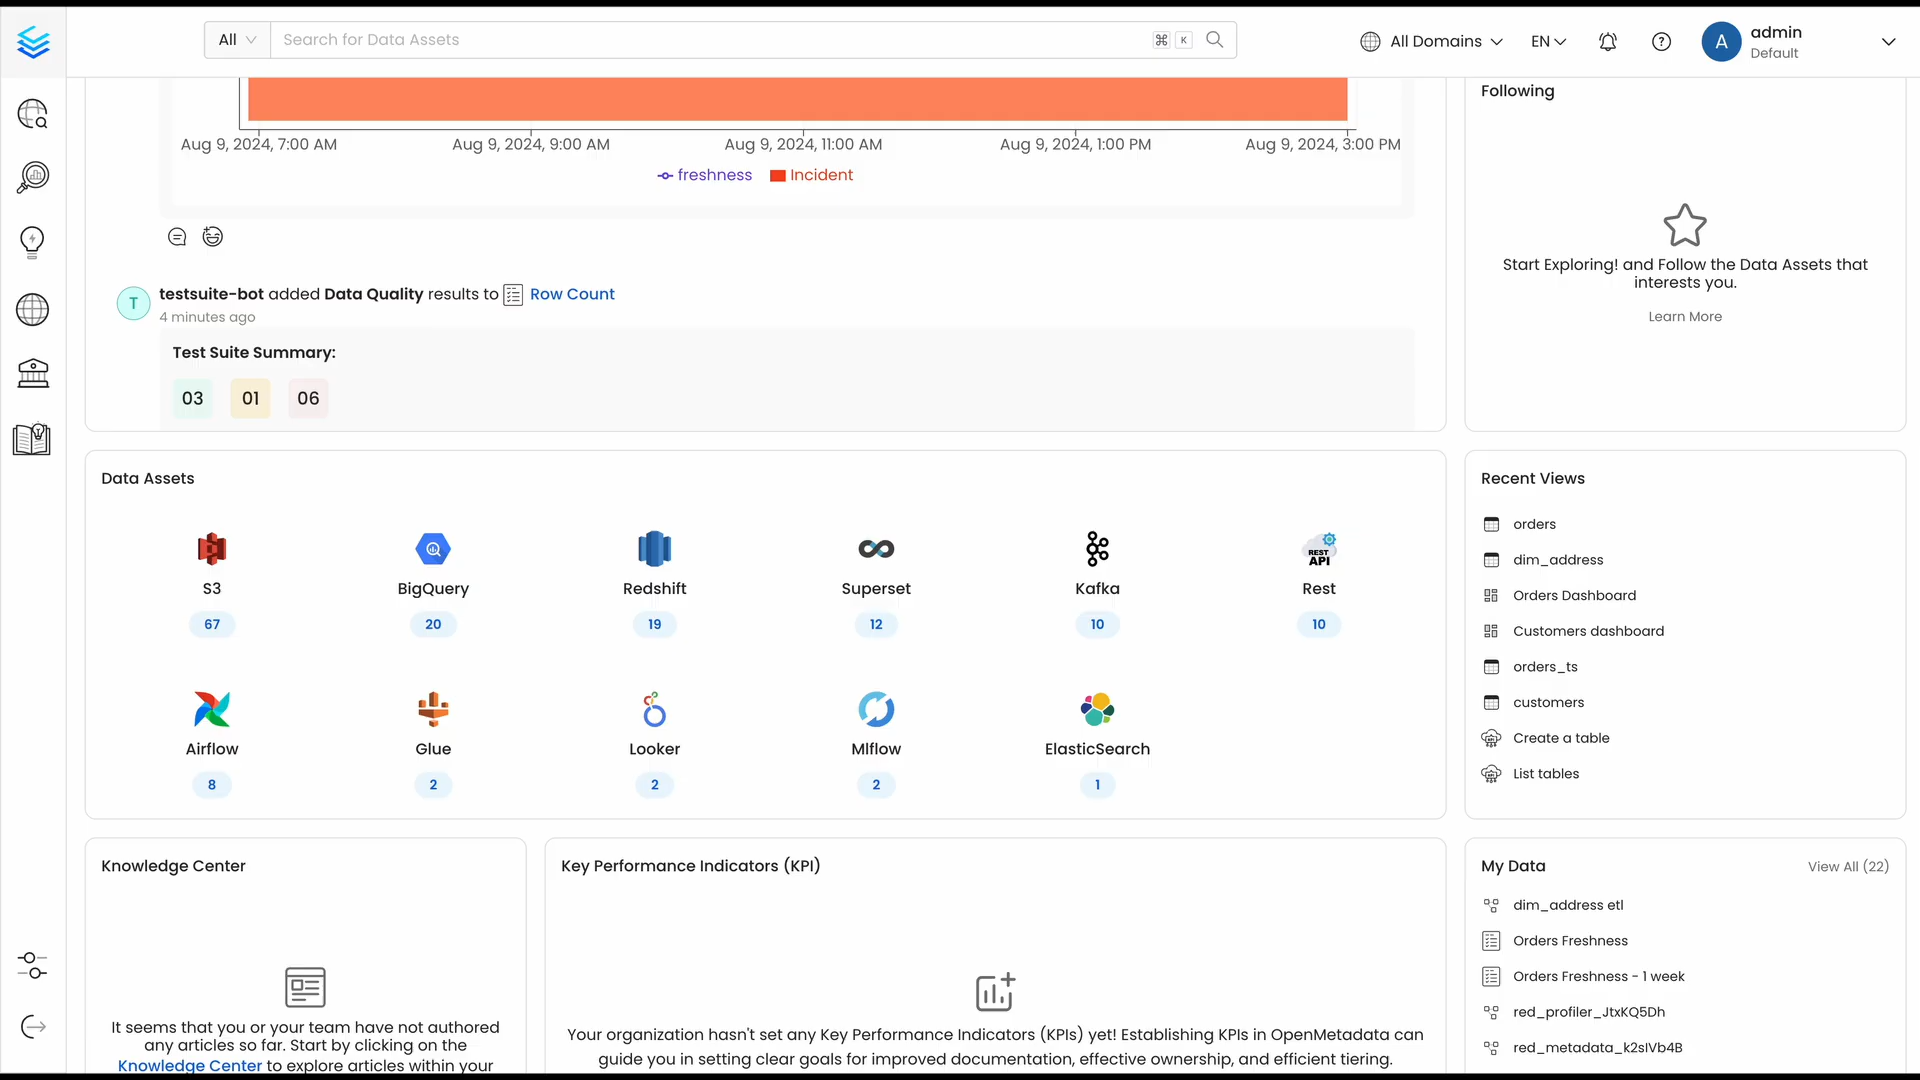 All
Search for Data Assets
⌘ K
All Domains
EN
?
A
admin
Default
Aug 9, 2024, 7:00 AM
Aug 9, 2024, 9:00 AM
Aug 9, 2024, 11:00 AM
Aug 9, 2024, 1:00 PM
Aug 9, 2024, 3:00 PM
freshness
Incident
T
testsuite-bot added Data Quality results to Row Count
4 minutes ago
Test Suite Summary:
03 01 06
Following
Start Exploring! and Follow the Data Assets that
interests you.
Learn More
Data Assets
S3
67
BigQuery
20
Redshift
19
Superset
12
Kafka
10
REST
API
Rest
10
Airflow
8
Glue
2
Looker
2
Mlflow
2
ElasticSearch
1
Recent Views
orders
dim_address
Orders Dashboard
Customers dashboard
orders_ts
customers
Create a table
List tables
Knowledge Center
It seems that you or your team have not authored
any articles so far. Start by clicking on the
Knowledge Center to explore articles within your
Key Performance Indicators (KPI)
Your organization hasn't set any Key Performance Indicators (KPIs) yet! Establishing KPIs in OpenMetadata can
guide you in setting clear goals for improved documentation, effective ownership, and efficient tiering.
My Data
View All (22)
dim_address etl
Orders Freshness
Orders Freshness - 1 week
red_profiler_JtxKQ5Dh
red_metadata_k2slVb4B